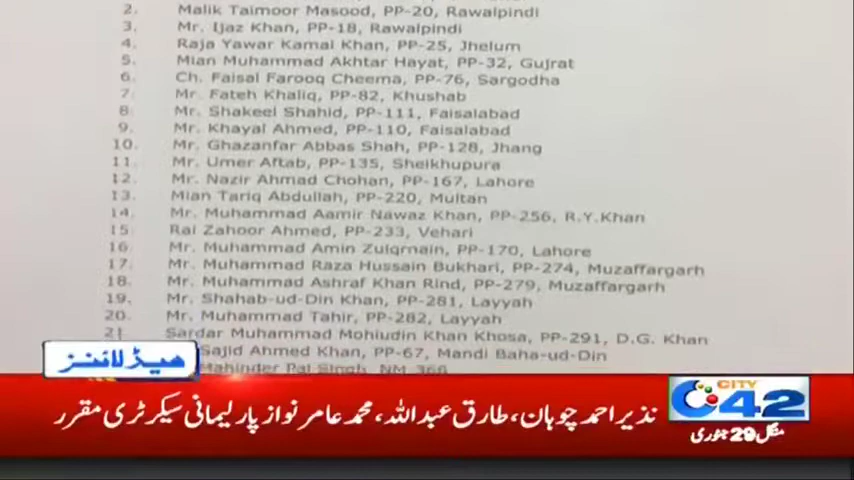 2. Malik Taimoor Masood, PP-20, Rawalpindi
3. Mr. Ijaz Khan, PP-18, Rawalpindi
4. Raja Yawar Kamal Khan, PP-25, Jhelum
5. Mian Muhammad Akhtar Hayat, PP-32, Gujrat
6. Ch. Faisal Farooq Cheema, PP-76, Sargodha
7. Mr. Fateh Khaliq, PP-82, Khushab
8. Mr. Shakeel Shahid, PP-111, Faisalabad
9. Mr. Khayal Ahmed, PP-110, Faisalabad
10. Mr. Ghazanfar Abbas Shah, PP-128, Jhang
11. Mr. Umer Aftab, PP-135, Sheikhupura
12. Mr. Nazir Ahmad Chohan, PP-167, Lahore
13. Mian Tariq Abdullah, PP-220, Multan
14. Mr. Muhammad Aamir Nawaz Khan, PP-256, R.Y.Khan
15 Rai Zahoor Ahmed, PP-233, Vehari
16 Mr. Muhammad Amin Zulqrnain, PP-170, Lahore
17. Mr. Muhammad Raza Hussain Bukhari, PP-274, Muzaffargarh
18. Mr. Muhammad Ashraf Khan Rind, PP-279, Muzaffargarh
19. Mr. Shahab-ud-Din Khan, PP-281, Layyah
20. Mr. Muhammad Tahir, PP-282, Layyah
21 Sardar Muhammad Mohiudin Khan Khosa, PP-291, D.G. Khan
Sajid Ahmed Khan, PP-67, Mandi Baha-ud-Din
Mahinder Pal Singh, NM-366
ھیڈلائنز
CITY
42
نذیر احمد چوہان، طارق عبداللہ، محمد عامر نواز پارلیمانی سیکرٹری مقرر
منگل 29 جنوری